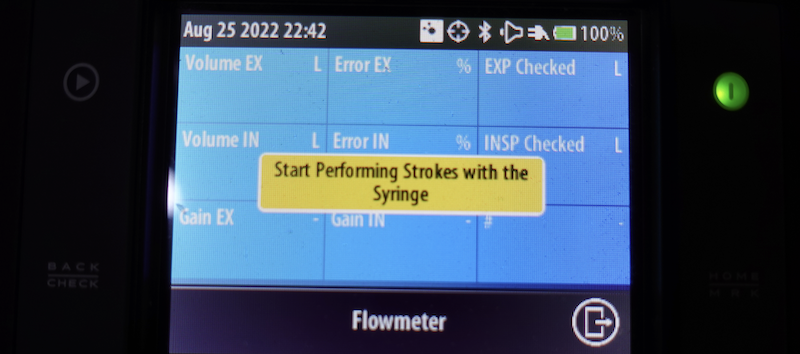 Aug 25 2022 22:42 100%
Volume EX L Error EX % EXP Checked L
Volume IN L Error IN % INSP Checked L
Start Performing Strokes with the
Syringe
Gain EX - Gain IN - # -
BACK
CHECK
HOME
Flowmeter